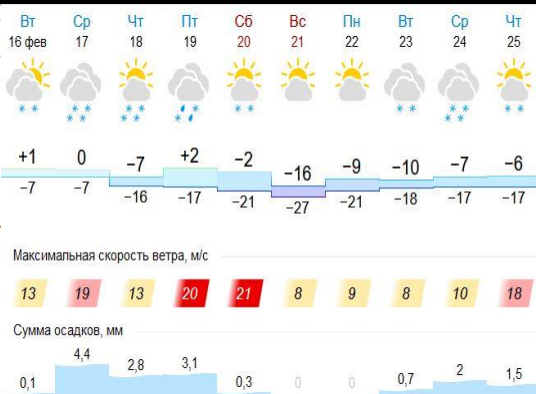 Вт Ср Чт Пт Сб Вс Пн Вт Ср Чт
16 фев 17 18 19 20 21 22 23 24 25
+1 0 −7 +2 −2 −16 −9 −10 −7 −6
−7 −7 −16 −17 −21 −27 −21 −18 −17 −17
Максимальная скорость ветра, м/с
13 19 13 20 21 8 9 8 10 18
Сумма осадков, мм
0,1 4,4 2,8 3,1 0,3 0 0 0,7 2 1,5